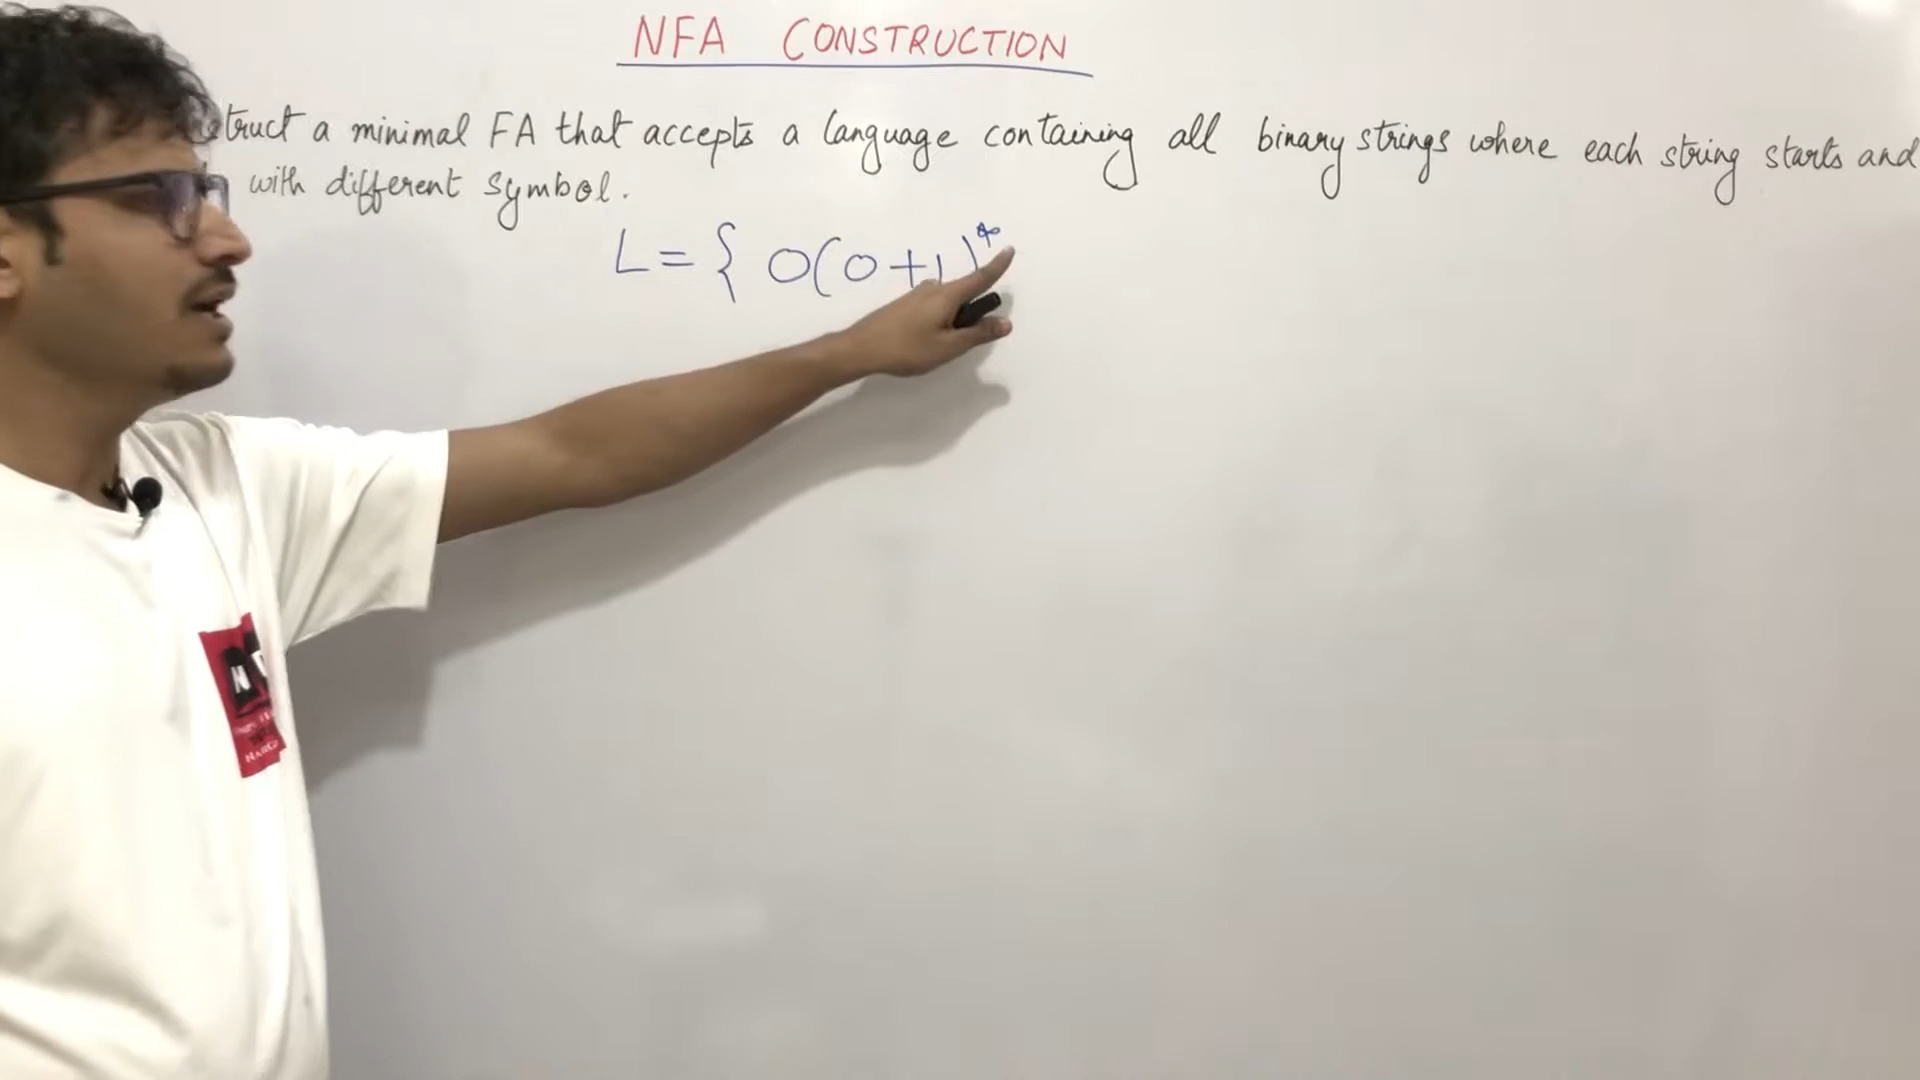 NFA CONSTRUCTION
a minimal FA that accepts a language containing all binary strings where each string starts and
with different symbol.
L = { 0(0+1)*